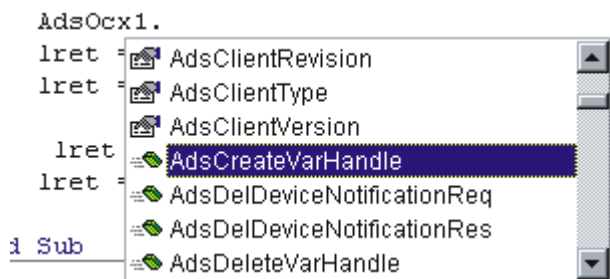 AdsOcx1.
lret =
AdsClientRevision
lret =
AdsClientType
AdsClientVersion
lret
AdsCreateVarHandle
lret =
AdsDelDeviceNotificationReq
AdsDelDeviceNotificationRes
d Sub
AdsDeleteVarHandle